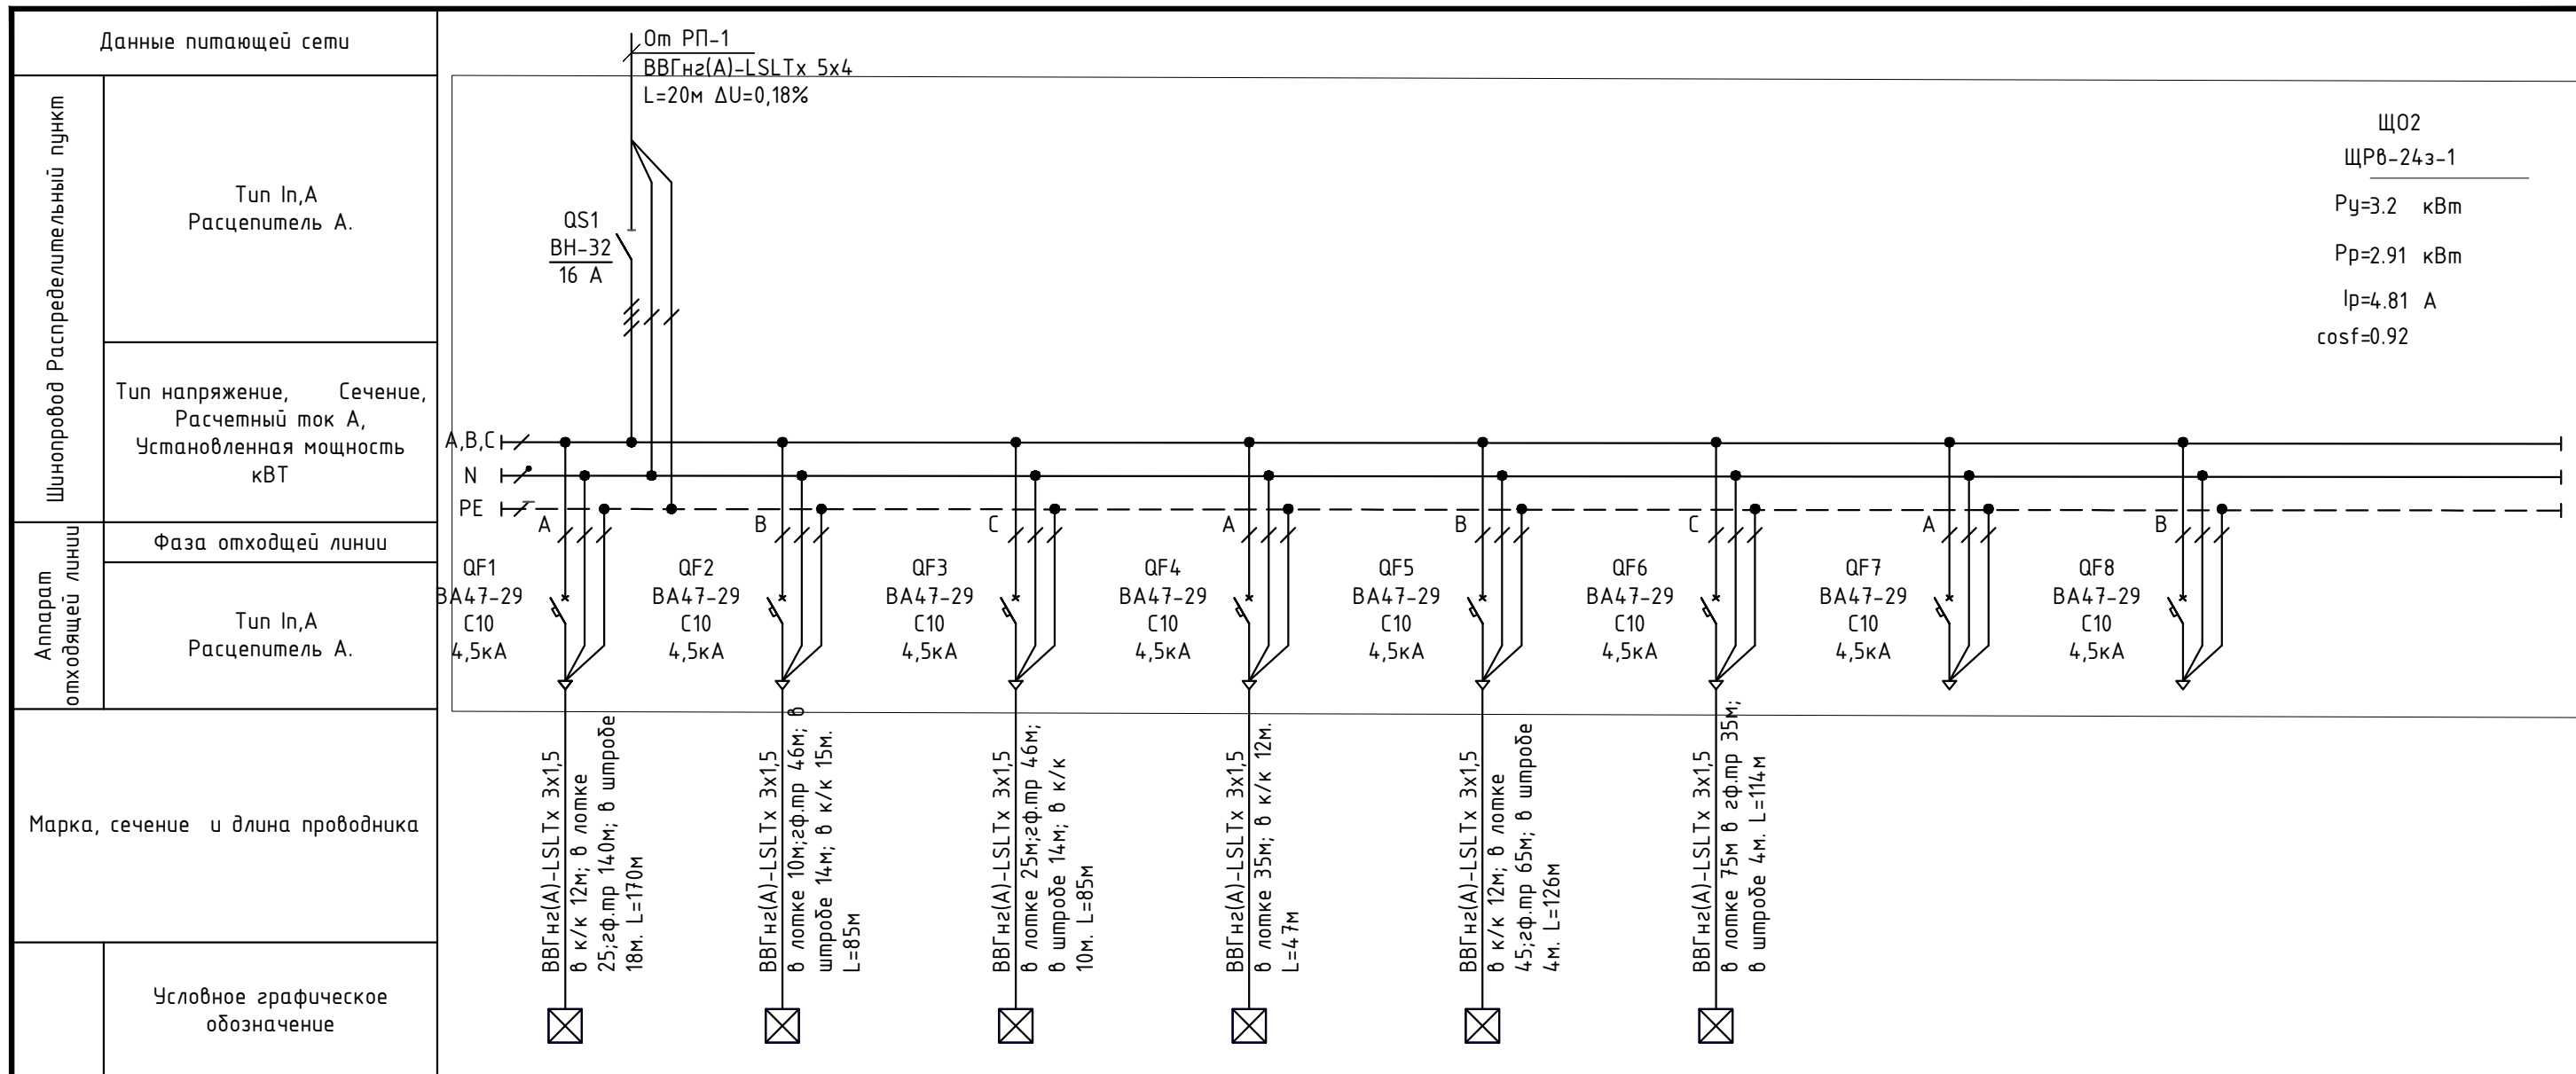 Данные питающей сети
От РП-1
ВВГнг(А)-LSLTx 5х4
L=20м ΔU=0,18%
Шинопровод Распределительный пункт
Тип In,А
Расцепитель А.
QS1
ВН-32
16 А
ЩО2
ЩРв-24з-1
Ру=3.2 кВт
Рр=2.91 кВт
Iр=4.81 А
cosf=0.92
Тип напряжение, Сечение,
Расчетный ток А,
Установленная мощность
кВТ
А,В,С
N
PE
Аппарат
отходящей линии
Фаза отходщей линии
А
В
С
А
В
С
А
В
Тип In,А
Расцепитель А.
QF1
ВА47-29
С10
4,5кА
QF2
ВА47-29
С10
4,5кА
QF3
ВА47-29
С10
4,5кА
QF4
ВА47-29
С10
4,5кА
QF5
ВА47-29
С10
4,5кА
QF6
ВА47-29
С10
4,5кА
QF7
ВА47-29
С10
4,5кА
QF8
ВА47-29
С10
4,5кА
Марка, сечение и длина проводника
ВВГнг(А)-LSLTx 3х1,5
в к/к 12м; в лотке
25;гф.тр 140м; в штробе
18м. L=170м
ВВГнг(А)-LSLTx 3х1,5
в лотке 10м;гф.тр 46м; в
штробе 14м; в к/к 15м.
L=85м
ВВГнг(А)-LSLTx 3х1,5
в лотке 25м;гф.тр 46м;
в штробе 14м; в к/к
10м. L=85м
ВВГнг(А)-LSLTx 3х1,5
в лотке 35м; в к/к 12м.
L=47м
ВВГнг(А)-LSLTx 3х1,5
в к/к 12м; в лотке
45;гф.тр 65м; в штробе
4м. L=126м
ВВГнг(А)-LSLTx 3х1,5
в лотке 75м в гф.тр 35м;
в штробе 4м. L=114м
Условное графическое
обозначение